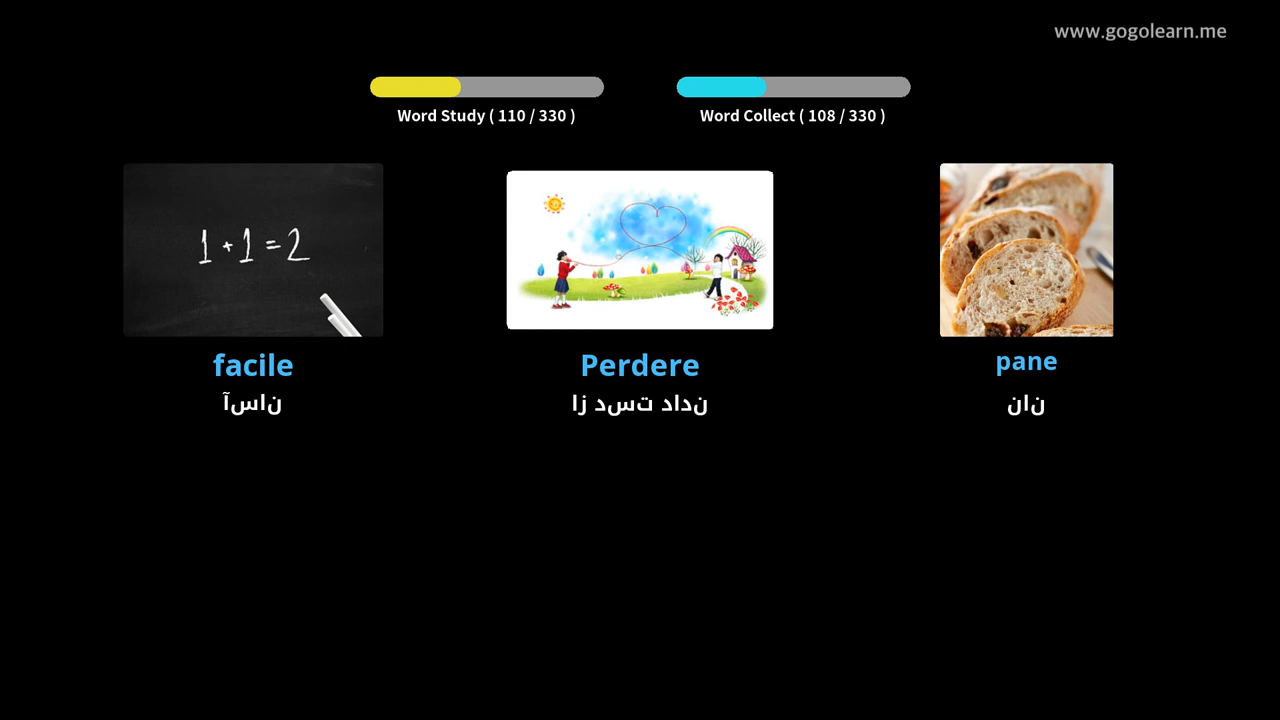 www.gogolearn.me
Word Study ( 110 / 330 )
Word Collect ( 108 / 330 )
1 + 1 = 2
facile
آسان
Perdere
از دست دادن
pane
نان